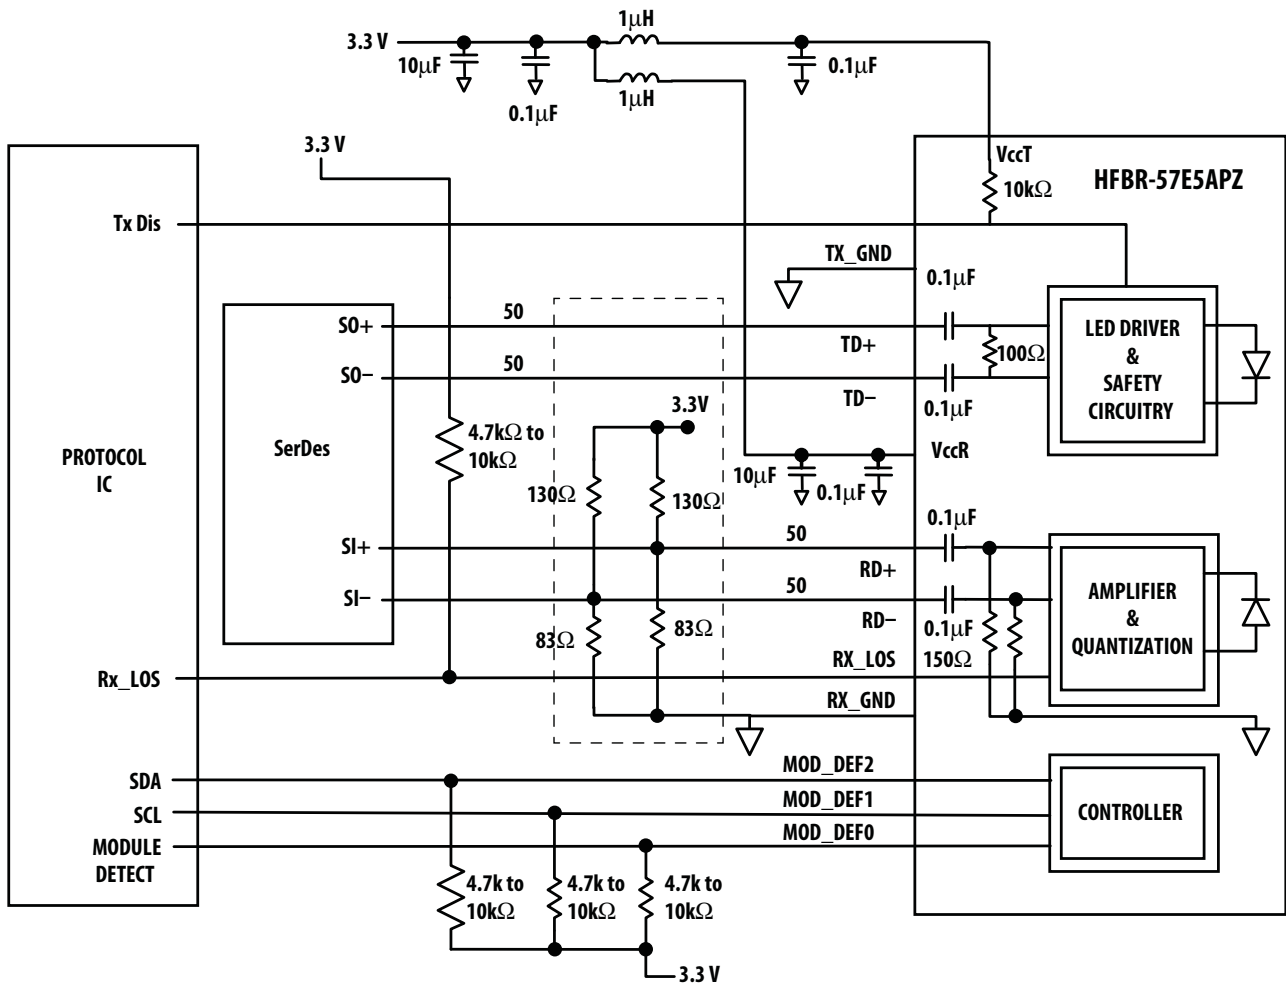 1μH
3.3 V
10μF
0.1μF
0.1μF
1μH
3.3 V
VccT
HFBR-57E5APZ
10kΩ
Tx Dis
TX_GND
0.1μF
SO+
50
TD+
LED DRIVER
&
SAFETY
CIRCUITRY
100Ω
SO−
50
TD−
0.1μF
3.3V
4.7kΩ to
10kΩ
SerDes
PROTOCOL
IC
VccR
10μF
0.1μF
130Ω
130Ω
0.1μF
SI+
50
RD+
AMPLIFIER
&
QUANTIZATION
SI−
50
RD−
0.1μF
83Ω
83Ω
RX_LOS
150Ω
Rx_LOS
RX_GND
SDA
MOD_DEF2
SCL
MOD_DEF1
CONTROLLER
MODULE
DETECT
MOD_DEF0
4.7k to
10kΩ
4.7k to
10kΩ
4.7k to
10kΩ
3.3 V